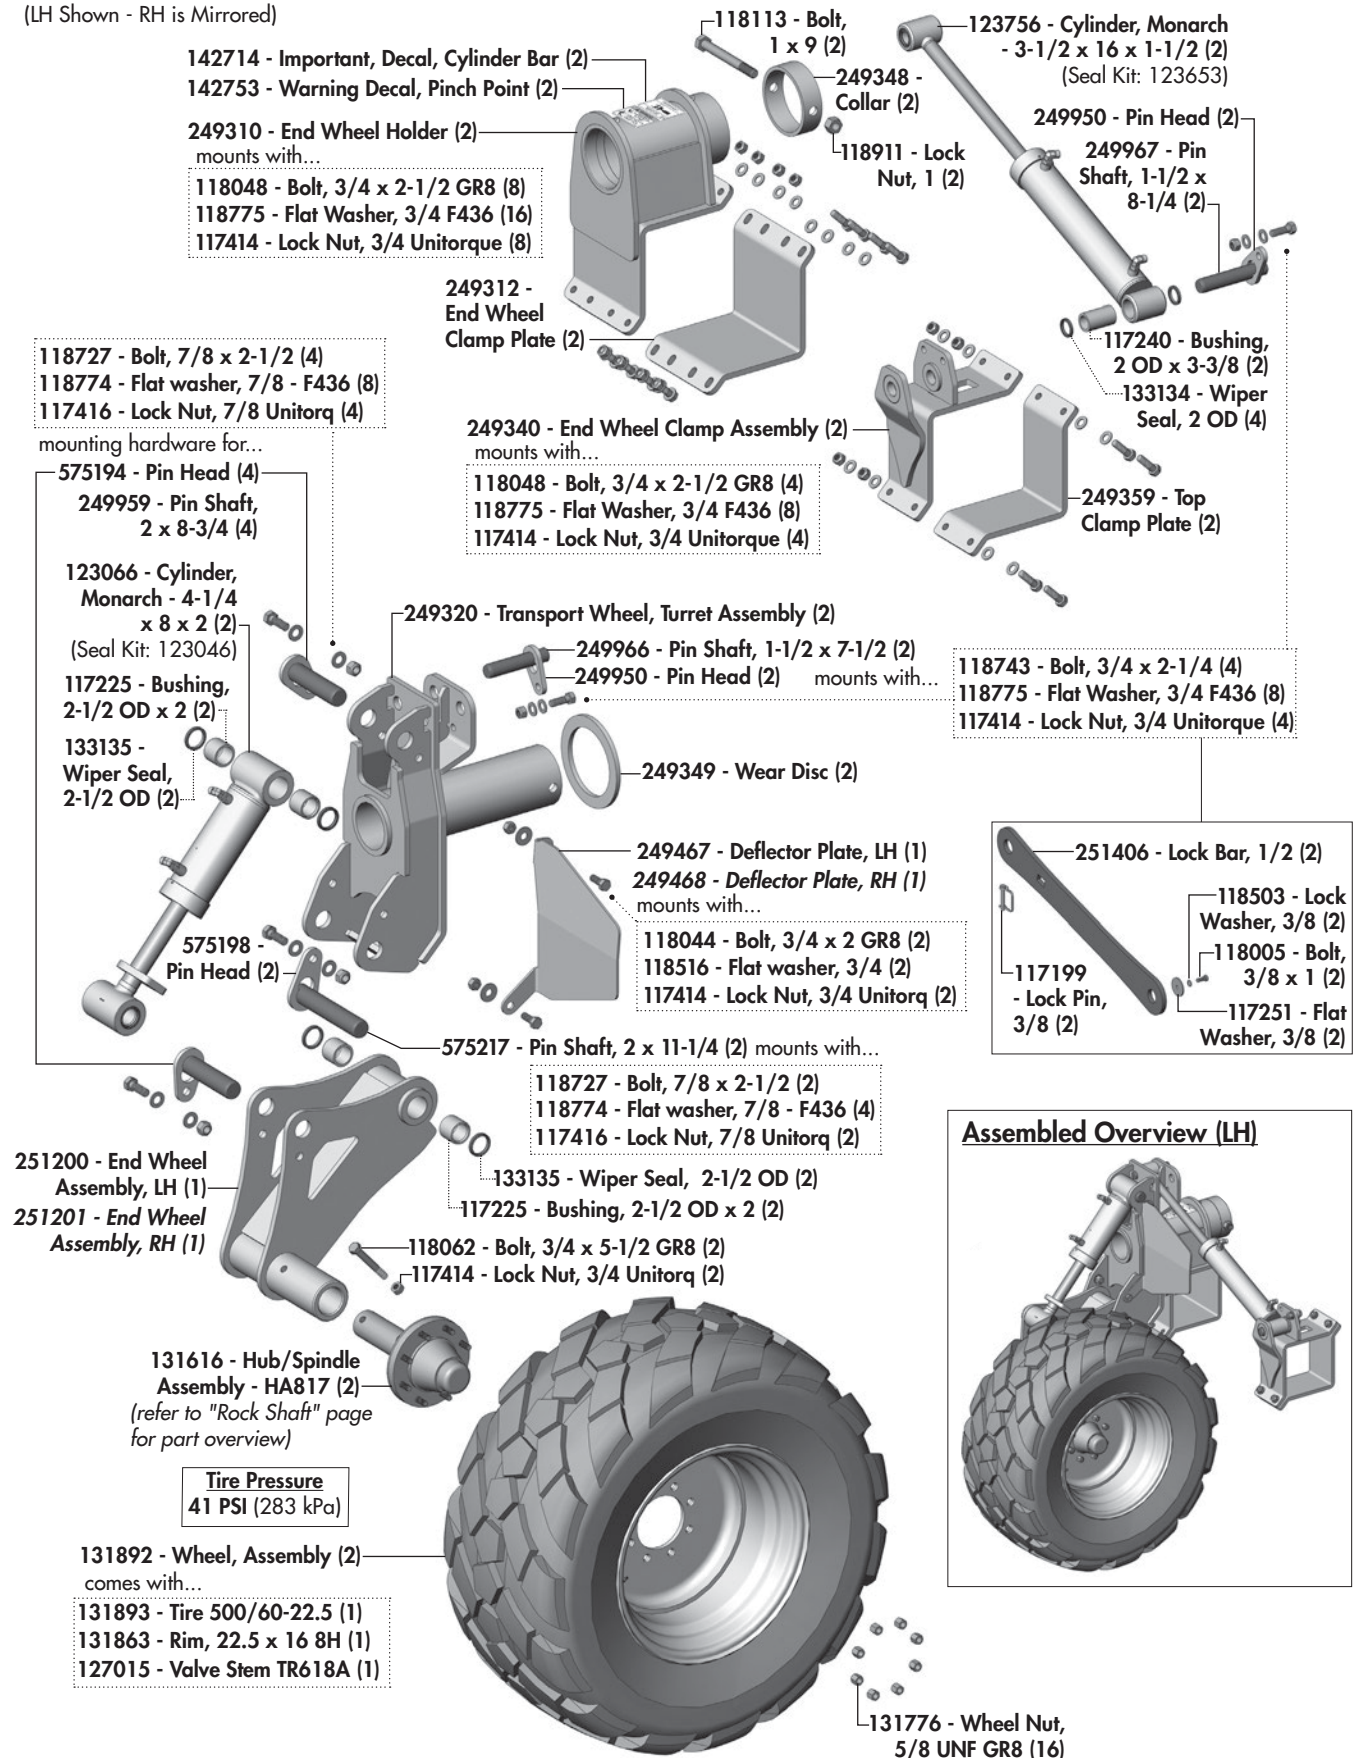 (LH Shown - RH is Mirrored)
142714 - Important, Decal, Cylinder Bar (2)
142753 - Warning Decal, Pinch Point (2)
249310 - End Wheel Holder (2)
mounts with...
118048 - Bolt, 3/4 x 2-1/2 GR8 (8)
118775 - Flat Washer, 3/4 F436 (16)
117414 - Lock Nut, 3/4 Unitorque (8)
118113 - Bolt,
1 x 9 (2)
249348 -
Collar (2)
118911 - Lock
Nut, 1 (2)
123756 - Cylinder, Monarch
- 3-1/2 x 16 x 1-1/2 (2)
(Seal Kit: 123653)
249950 - Pin Head (2)
249967 - Pin
Shaft, 1-1/2 x
8-1/4 (2)
249312 -
End Wheel
Clamp Plate (2)
117240 - Bushing,
2 OD x 3-3/8 (2)
133134 - Wiper
Seal, 2 OD (4)
118727 - Bolt, 7/8 x 2-1/2 (4)
118774 - Flat washer, 7/8 - F436 (8)
117416 - Lock Nut, 7/8 Unitorq (4)
mounting hardware for...
575194 - Pin Head (4)
249959 - Pin Shaft,
2 x 8-3/4 (4)
249340 - End Wheel Clamp Assembly (2)
mounts with...
118048 - Bolt, 3/4 x 2-1/2 GR8 (4)
118775 - Flat Washer, 3/4 F436 (8)
117414 - Lock Nut, 3/4 Unitorque (4)
249359 - Top
Clamp Plate (2)
123066 - Cylinder,
Monarch - 4-1/4
x 8 x 2 (2)
(Seal Kit: 123046)
117225 - Bushing,
2-1/2 OD x 2 (2)
133135 -
Wiper Seal,
2-1/2 OD (2)
249320 - Transport Wheel, Turret Assembly (2)
249966 - Pin Shaft, 1-1/2 x 7-1/2 (2)
249950 - Pin Head (2) mounts with...
118743 - Bolt, 3/4 x 2-1/4 (4)
118775 - Flat Washer, 3/4 F436 (8)
117414 - Lock Nut, 3/4 Unitorque (4)
249349 - Wear Disc (2)
249467 - Deflector Plate, LH (1)
249468 - Deflector Plate, RH (1)
mounts with...
118044 - Bolt, 3/4 x 2 GR8 (2)
118516 - Flat washer, 3/4 (2)
117414 - Lock Nut, 3/4 Unitorq (2)
251406 - Lock Bar, 1/2 (2)
118503 - Lock
Washer, 3/8 (2)
118005 - Bolt,
3/8 x 1 (2)
117251 - Flat
Washer, 3/8 (2)
117199
- Lock Pin,
3/8 (2)
575198 -
Pin Head (2)
575217 - Pin Shaft, 2 x 11-1/4 (2) mounts with...
118727 - Bolt, 7/8 x 2-1/2 (2)
118774 - Flat washer, 7/8 - F436 (4)
117416 - Lock Nut, 7/8 Unitorq (2)
133135 - Wiper Seal, 2-1/2 OD (2)
117225 - Bushing, 2-1/2 OD x 2 (2)
251200 - End Wheel
Assembly, LH (1)
251201 - End Wheel
Assembly, RH (1)
118062 - Bolt, 3/4 x 5-1/2 GR8 (2)
117414 - Lock Nut, 3/4 Unitorq (2)
Assembled Overview (LH)
131616 - Hub/Spindle
Assembly - HA817 (2)
(refer to "Rock Shaft" page
for part overview)
Tire Pressure
41 PSI (283 kPa)
131892 - Wheel, Assembly (2)
comes with...
131893 - Tire 500/60-22.5 (1)
131863 - Rim, 22.5 x 16 8H (1)
127015 - Valve Stem TR618A (1)
131776 - Wheel Nut,
5/8 UNF GR8 (16)